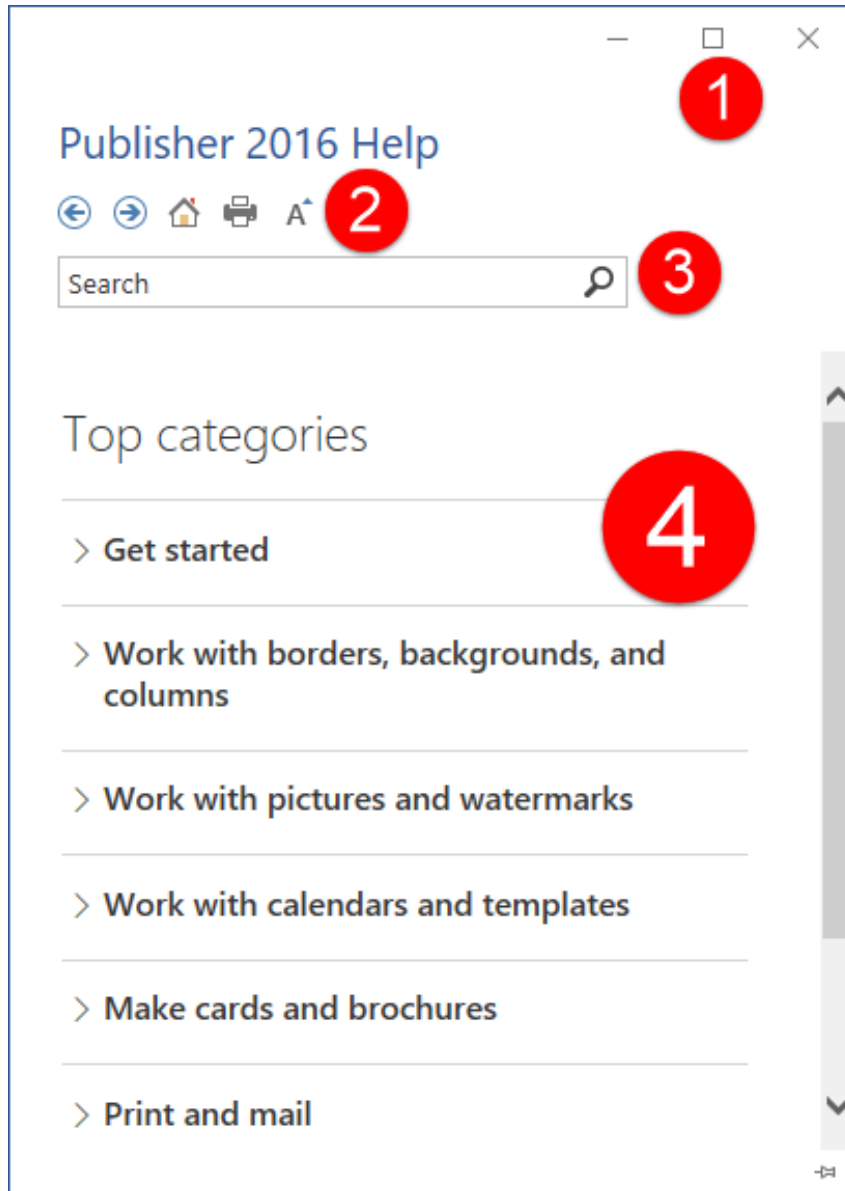 1
Publisher 2016 Help
A 2
Search 3
Top categories
4
Get started
Work with borders, backgrounds, and
columns
Work with pictures and watermarks
Work with calendars and templates
Make cards and brochures
Print and mail